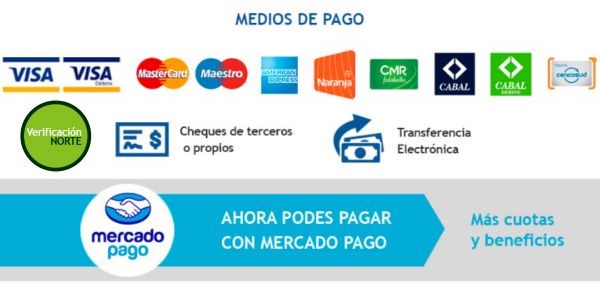 MEDIOS DE PAGO
VISA
VISA
Débito
MasterCard
Maestro
AMERICAN
EXPRESS
Naranja
CMR
falabella
CABAL
CABAL
DEBITO
Tarjeta
cencosud
Verificación
NORTE
Cheques de terceros
o propios
Transferencia
Electrónica
mercado
pago
AHORA PODES PAGAR
CON MERCADO PAGO
Más cuotas
y beneficios